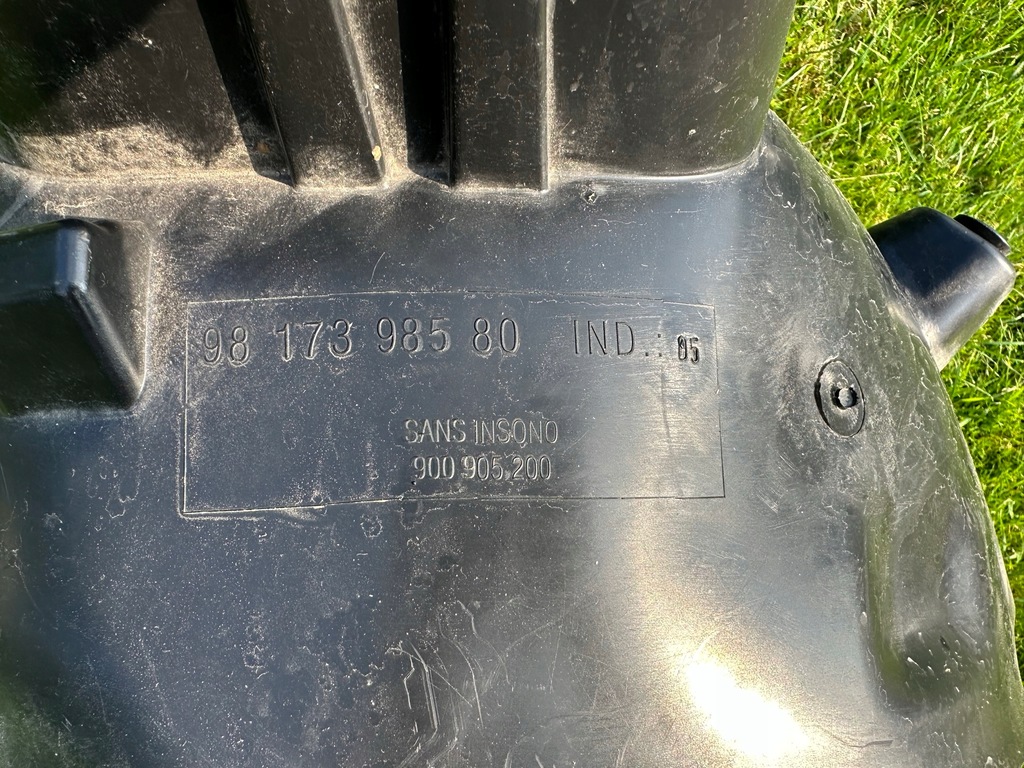 98 173 985 80 IND.: 05
SANS INSONO
900 905.200